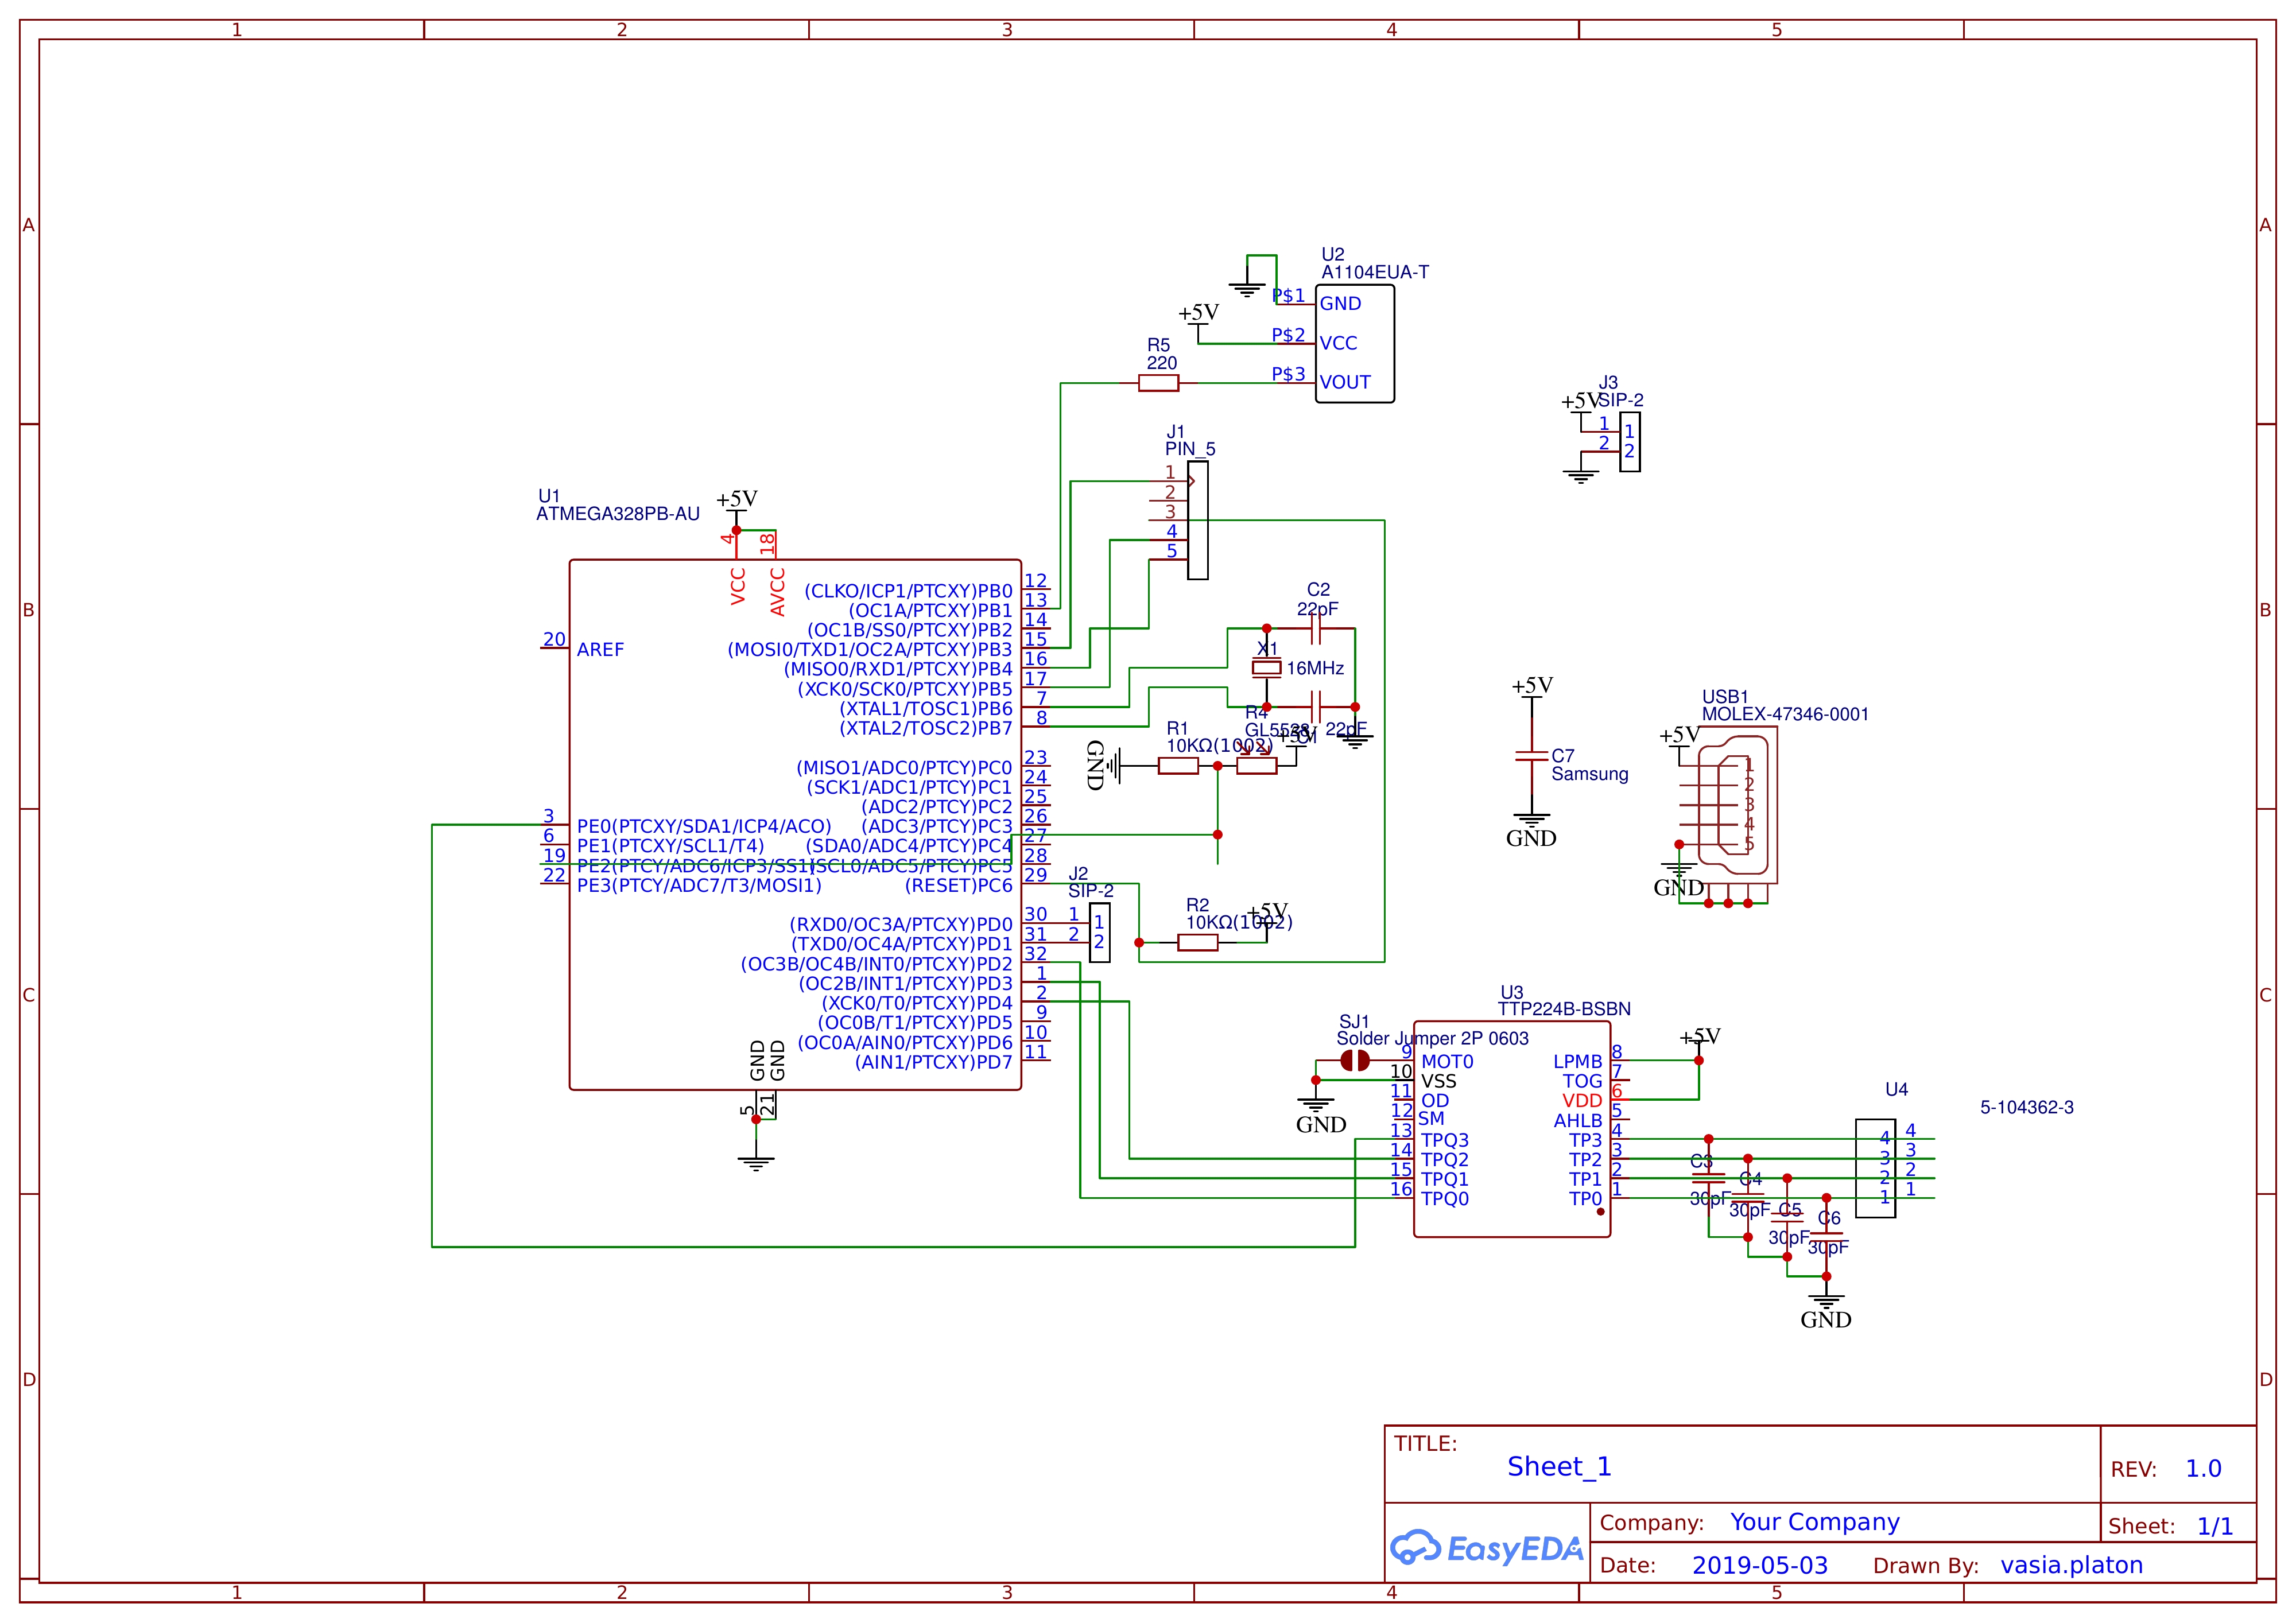 1 2 3 4 5
A
B
C
D
A
B
C
D
U2
A1104EUA-T
P$1 GND
+5V
P$2 VCC
R5
220
P$3 VOUT
J3
SIP-2
+5V
1 1
2 2
J1
PIN_5
1
2
3
4
5
U1
ATMEGA328PB-AU
+5V
4
18
VCC
AVCC
20 AREF
(CLKO/ICP1/PTCXY)PB0 12
(OC1A/PTCXY)PB1 13
(OC1B/SS0/PTCXY)PB2 14
(MOSI0/TXD1/OC2A/PTCXY)PB3 15
(MISO0/RXD1/PTCXY)PB4 16
(XCK0/SCK0/PTCXY)PB5 17
(XTAL1/TOSC1)PB6 7
(XTAL2/TOSC2)PB7 8
(MISO1/ADC0/PTCY)PC0 23
(SCK1/ADC1/PTCY)PC1 24
(ADC2/PTCY)PC2 25
3 PE0(PTCXY/SDA1/ICP4/ACO) (ADC3/PTCY)PC3 26
6 PE1(PTCXY/SCL1/T4) (SDA0/ADC4/PTCY)PC4 27
19 PE2(PTCY/ADC6/ICP3/SS1) (SCL0/ADC5/PTCY)PC5 28
22 PE3(PTCY/ADC7/T3/MOSI1) (RESET)PC6 29
(RXD0/OC3A/PTCXY)PD0 30
(TXD0/OC4A/PTCXY)PD1 31
(OC3B/OC4B/INT0/PTCXY)PD2 32
(OC2B/INT1/PTCXY)PD3 1
(XCK0/T0/PTCXY)PD4 2
(OC0B/T1/PTCXY)PD5 9
(OC0A/AIN0/PTCXY)PD6 10
(AIN1/PTCXY)PD7 11
GND
GND
5
21
C2
22pF
X1
16MHz
R4
GL5528
22pF
+5V
R1
10KΩ(1002)
GND
J2
SIP-2
1 1
2 2
R2
10KΩ(1002)
+5V
+5V
C7
Samsung
GND
USB1
MOLEX-47346-0001
+5V
1
2
3
4
5
GND
U3
TTP224B-BSBN
SJ1
Solder Jumper 2P 0603
9 MOT0 LPMB 8
10 VSS TOG 7
11 OD VDD 6
12 SM AHLB 5
13 TPQ3 TP3 4
14 TPQ2 TP2 3
15 TPQ1 TP1 2
16 TPQ0 TP0 1
GND
+5V
U4
5-104362-3
4 4
3 3
2 2
1 1
C3
30pF
C4
30pF
C5
30pF
C6
30pF
GND
TITLE:
Sheet_1
REV: 1.0
EasyEDA
Company: Your Company
Sheet: 1/1
Date: 2019-05-03 Drawn By: vasia.platon
1 2 3 4 5